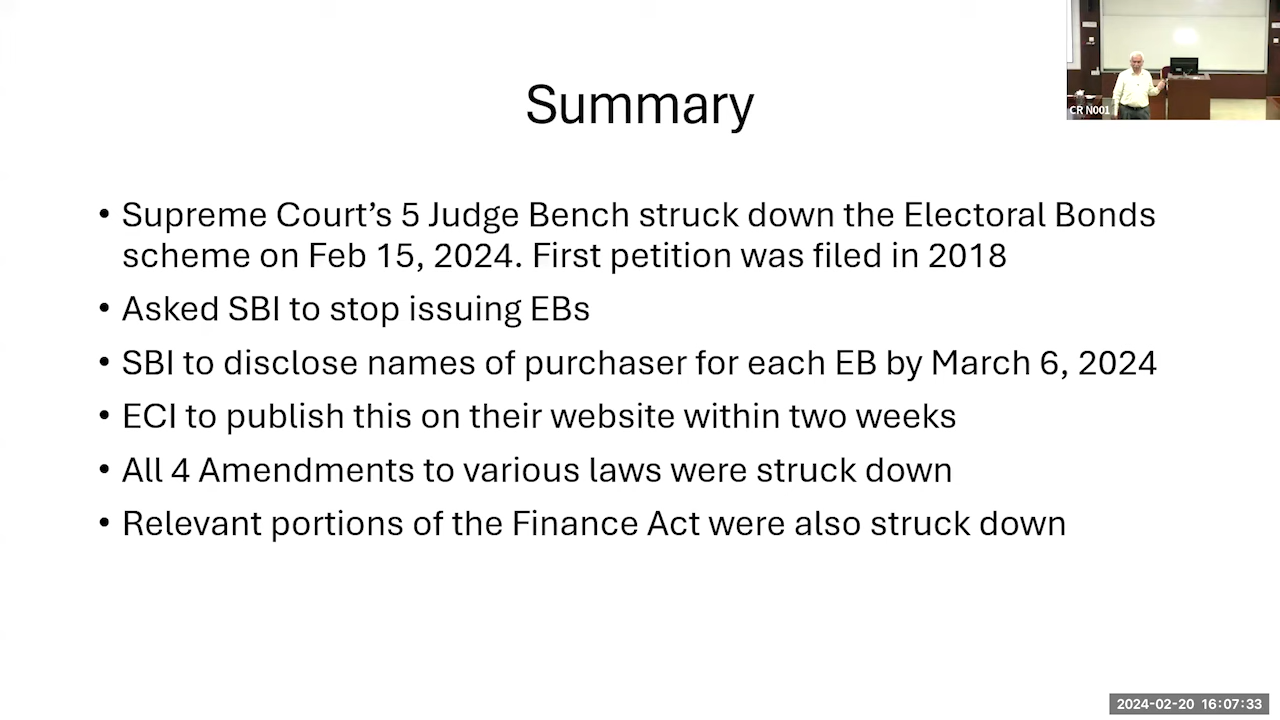 CR N001
Summary
• Supreme Court’s 5 Judge Bench struck down the Electoral Bonds
scheme on Feb 15, 2024. First petition was filed in 2018
• Asked SBI to stop issuing EBs
• SBI to disclose names of purchaser for each EB by March 6, 2024
• ECI to publish this on their website within two weeks
• All 4 Amendments to various laws were struck down
• Relevant portions of the Finance Act were also struck down
2024-02-20 16:07:33